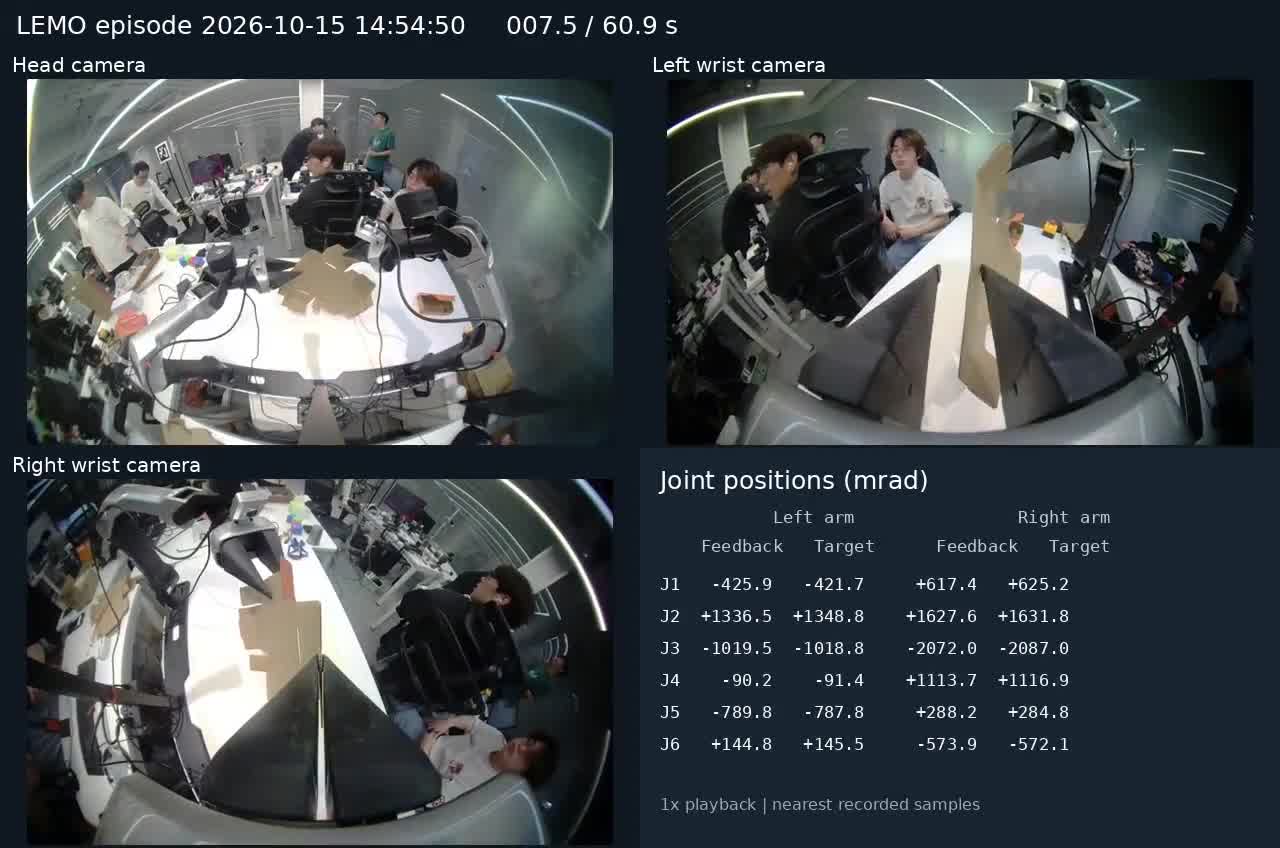 LEMO episode 2026-10-15 14:54:50 007.5 / 60.9 s
Head camera
Left wrist camera
Right wrist camera
Joint positions (mrad)
Left arm Right arm
Feedback Target Feedback Target
J1 -425.9 -421.7 +617.4 +625.2
J2 +1336.5 +1348.8 +1627.6 +1631.8
J3 -1019.5 -1018.8 -2072.0 -2087.0
J4 -90.2 -91.4 +1113.7 +1116.9
J5 -789.8 -787.8 +288.2 +284.8
J6 +144.8 +145.5 -573.9 -572.1
1x playback | nearest recorded samples